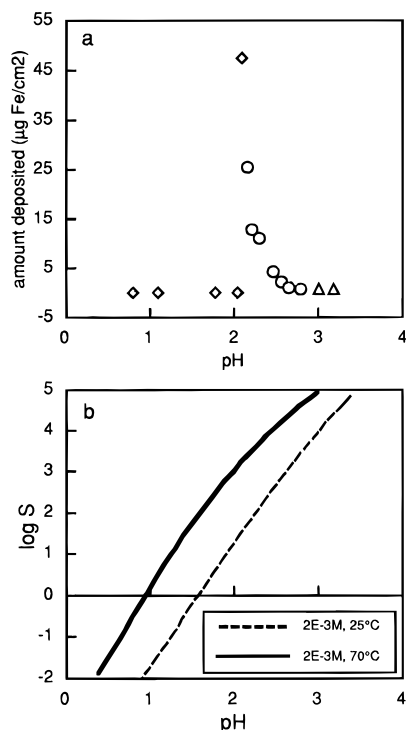 a
amount deposited (µg Fe/cm2)
55
45
35
25
15
5
-5
0 1 2 3 4
pH
b
log S
5
4
3
2
1
0
-1
-2
2E-3M, 25°C
2E-3M, 70°C
0 1 2 3 4
pH